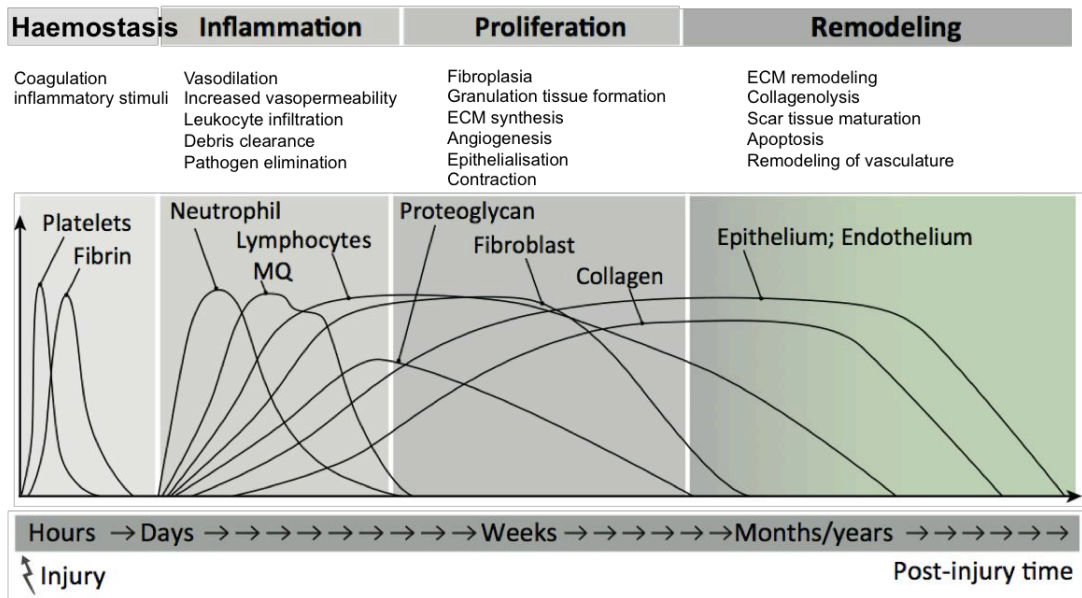 Haemostasis
Inflammation
Proliferation
Remodeling
Coagulation
inflammatory stimuli
Vasodilation
Increased vasopermeability
Leukocyte infiltration
Debris clearance
Pathogen elimination
Fibroplasia
Granulation tissue formation
ECM synthesis
Angiogenesis
Epithelialisation
Contraction
ECM remodeling
Collagenolysis
Scar tissue maturation
Apoptosis
Remodeling of vasculature
Platelets
Fibrin
Neutrophil
Lymphocytes
MQ
Proteoglycan
Fibroblast
Collagen
Epithelium; Endothelium
Hours → Days → → → → → → → → → Weeks → → → → → → Months/years → → → → → →
Injury
Post-injury time